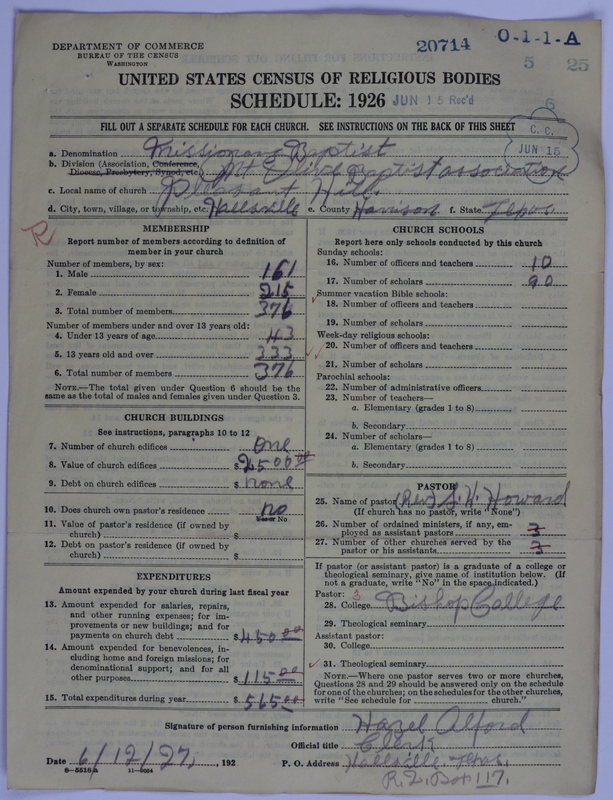 20714 O-1-1-A
5 25
DEPARTMENT OF COMMERCE
BUREAU OF THE CENSUS
WASHINGTON
UNITED STATES CENSUS OF RELIGIOUS BODIES
SCHEDULE: 1926 JUN 15 Rec'd
FILL OUT A SEPARATE SCHEDULE FOR EACH CHURCH. SEE INSTRUCTIONS ON THE BACK OF THIS SHEET
6
C. C.
JUN 15
a. Denomination Missionary Baptist
b. Division (Association, Conference, Diocese, Presbytery, Synod, etc.) Mt Olive Baptist association
c. Local name of church Pleasant Hill
d. City, town, village, or township, etc. Hallsville e. County Harrison f. State Texas
R
MEMBERSHIP
Report number of members according to definition of
member in your church
Number of members, by sex:
1. Male 161
2. Female 215
3. Total number of members 376
Number of members under and over 13 years old:
4. Under 13 years of age 43
5. 13 years old and over 333
6. Total number of members 376
NOTE.—The total given under Question 6 should be
same as the total of males and females given under Question 3.
CHURCH BUILDINGS
See instructions, paragraphs 10 to 12
7. Number of church edifices One
8. Value of church edifices $2500.00
9. Debt on church edifices $ none
10. Does church own pastor's residence no
Yes or No
11. Value of pastor's residence (if owned by
church) $
12. Debt on pastor's residence (if owned by
church) $
EXPENDITURES
Amount expended by your church during last fiscal year
13. Amount expended for salaries, repairs,
and other running expenses; for im-
provements or new buildings; and for
payments on church debt $450.00
14. Amount expended for benevolences, in-
cluding home and foreign missions; for
denominational support; and for all
other purposes $115.00
15. Total expenditures during year $565.00
CHURCH SCHOOLS
Report here only schools conducted by this church
Sunday schools:
16. Number of officers and teachers 10
17. Number of scholars 90
Summer vacation Bible schools:
18. Number of officers and teachers
19. Number of scholars
Week-day religious schools:
20. Number of officers and teachers
21. Number of scholars
Parochial schools:
22. Number of administrative officers
23. Number of teachers—
a. Elementary (grades 1 to 8)
b. Secondary
24. Number of scholars—
a. Elementary (grades 1 to 8)
b. Secondary
PASTOR
25. Name of pastor (Rev) S. W. Howard
(If church has no pastor, write "None")
26. Number of ordained ministers, if any, em-
ployed as assistant pastors 3
27. Number of other churches served by the
pastor or his assistants 3
If pastor (or assistant pastor) is a graduate of a college or
theological seminary, give name of institution below. (If
not a graduate, write "No" in the space indicated.)
Pastor: 3
28. College Bishop College
29. Theological seminary
Assistant pastor:
30. College
31. Theological seminary
NOTE.—Where one pastor serves two or more churches,
Questions 28 and 29 should be answered only on the schedule
for one of the churches; on the schedules for the other churches,
write "See schedule for church."
Signature of person furnishing information Hazel Alford
Official title Clerk
Date 6/12/27, 192 P. O. Address Hallsville Texas,
8-5518a 11-9034 R.2. Box 117.